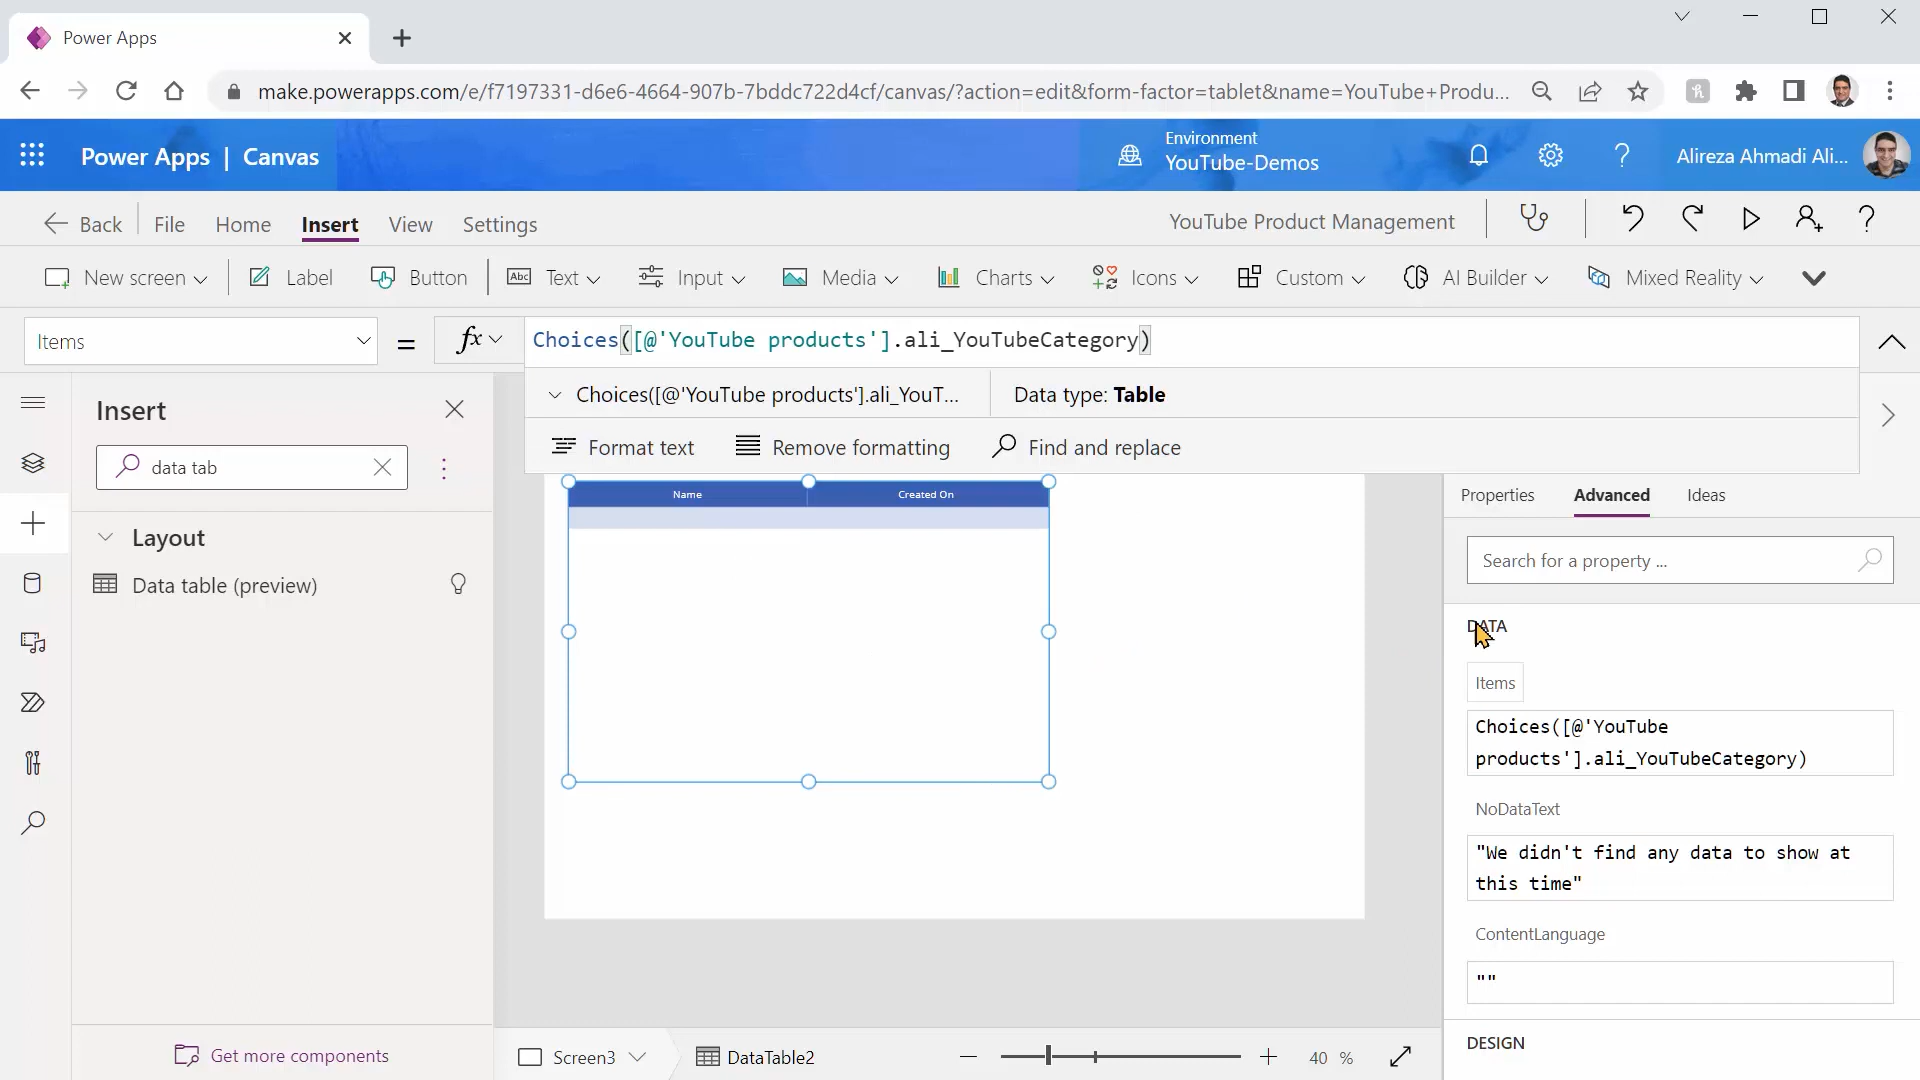 Power Apps
make.powerapps.com/e/f7197331-d6e6-4664-907b-7bddc722d4cf/canvas/?action=edit&form-factor=tablet&name=YouTube+Produ...
Power Apps | Canvas
Environment
YouTube-Demos
Alireza Ahmadi Ali...
Back File Home Insert View Settings
YouTube Product Management
New screen Label Button Text Input Media Charts Icons Custom AI Builder Mixed Reality
Items = fx Choices([@'YouTube products'].ali_YouTubeCategory)
Choices([@'YouTube products'].ali_YouT... Data type: Table
Format text Remove formatting Find and replace
Insert
data tab
Layout
Data table (preview)
Get more components
Name Created On
Properties Advanced Ideas
Search for a property ...
DATA
Items
Choices([@'YouTube
products'].ali_YouTubeCategory)
NoDataText
"We didn't find any data to show at
this time"
ContentLanguage
""
DESIGN
Screen3 DataTable2 40 %